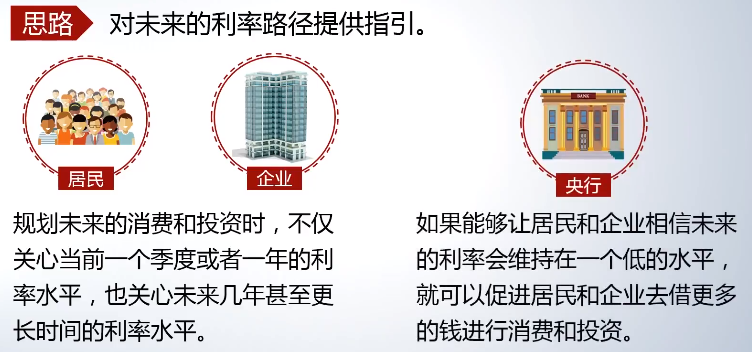 思路 对未来的利率路径提供指引。
居民
企业
规划未来的消费和投资时，不仅
关心当前一个季度或者一年的利
率水平，也关心未来几年甚至更
长时间的利率水平。
BANK
央行
如果能够让居民和企业相信未来
的利率会维持在一个低的水平，
就可以促进居民和企业去借更多
的钱进行消费和投资。